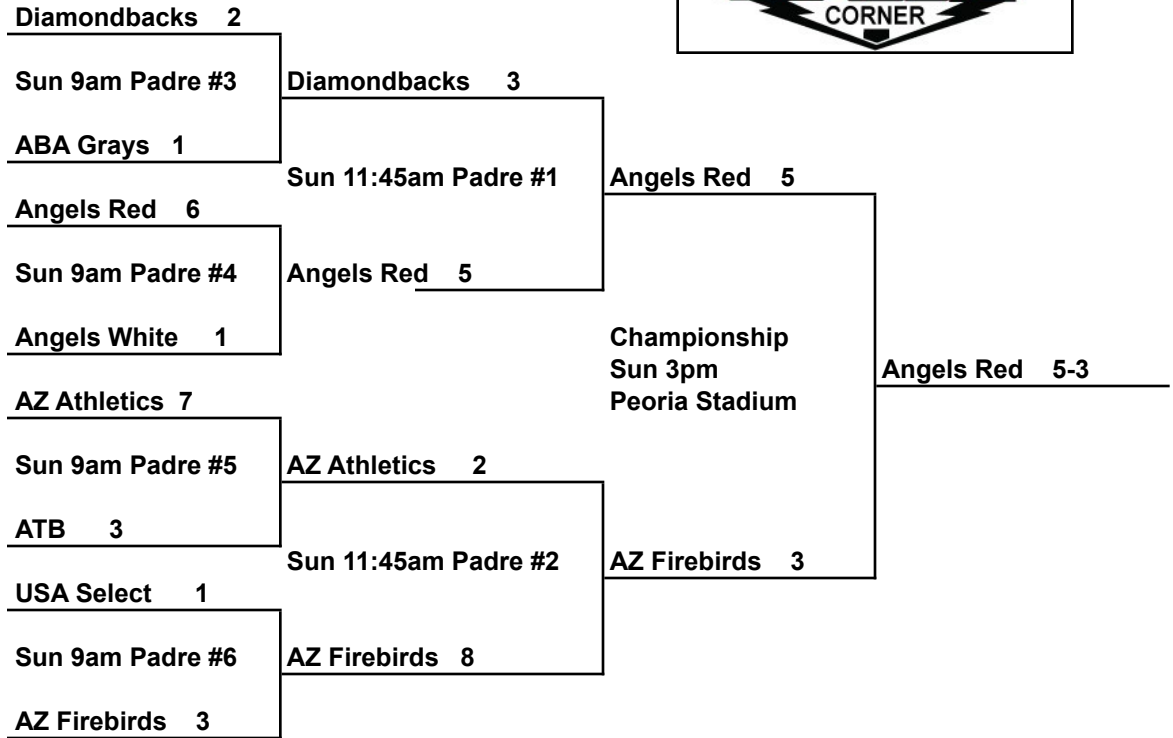 CORNER
Diamondbacks 2
Sun 9am Padre #3
Diamondbacks 3
ABA Grays 1
Sun 11:45am Padre #1
Angels Red 5
Angels Red 6
Sun 9am Padre #4
Angels Red 5
Angels White 1
Championship
Sun 3pm
Peoria Stadium
Angels Red 5-3
AZ Athletics 7
Sun 9am Padre #5
AZ Athletics 2
ATB 3
Sun 11:45am Padre #2
AZ Firebirds 3
USA Select 1
Sun 9am Padre #6
AZ Firebirds 8
AZ Firebirds 3